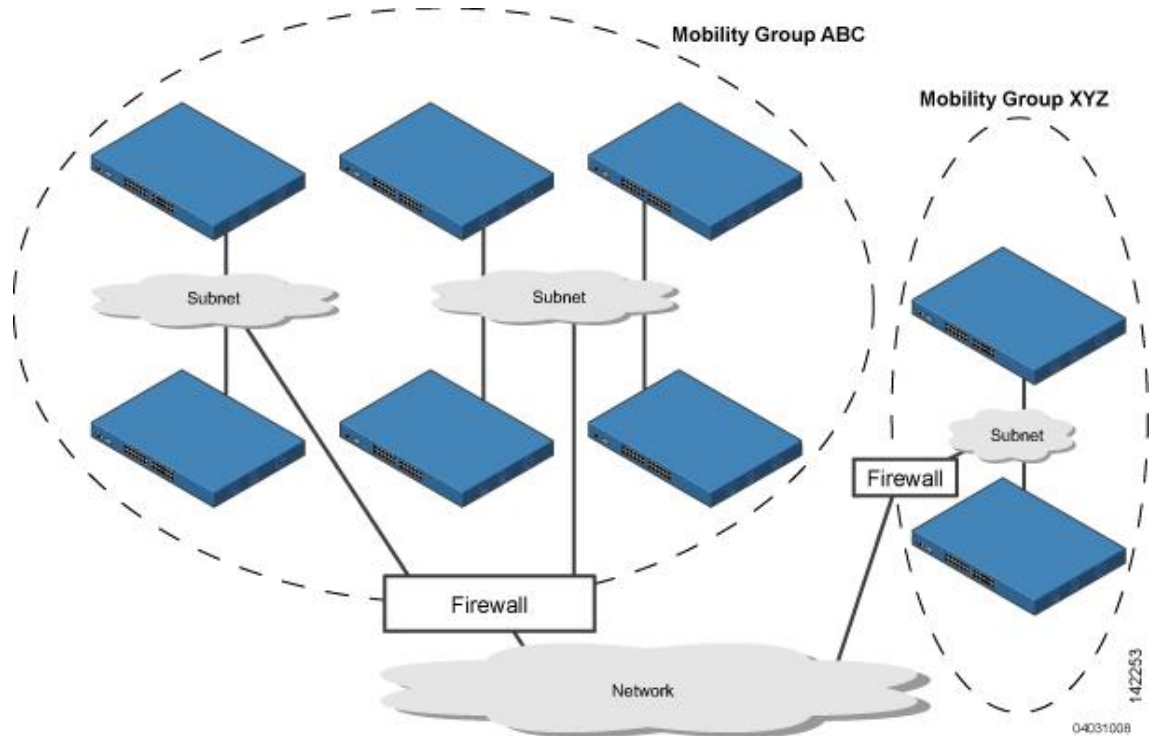 Mobility Group ABC
Mobility Group XYZ
Subnet
Subnet
Subnet
Firewall
Firewall
Network
142253
04031008